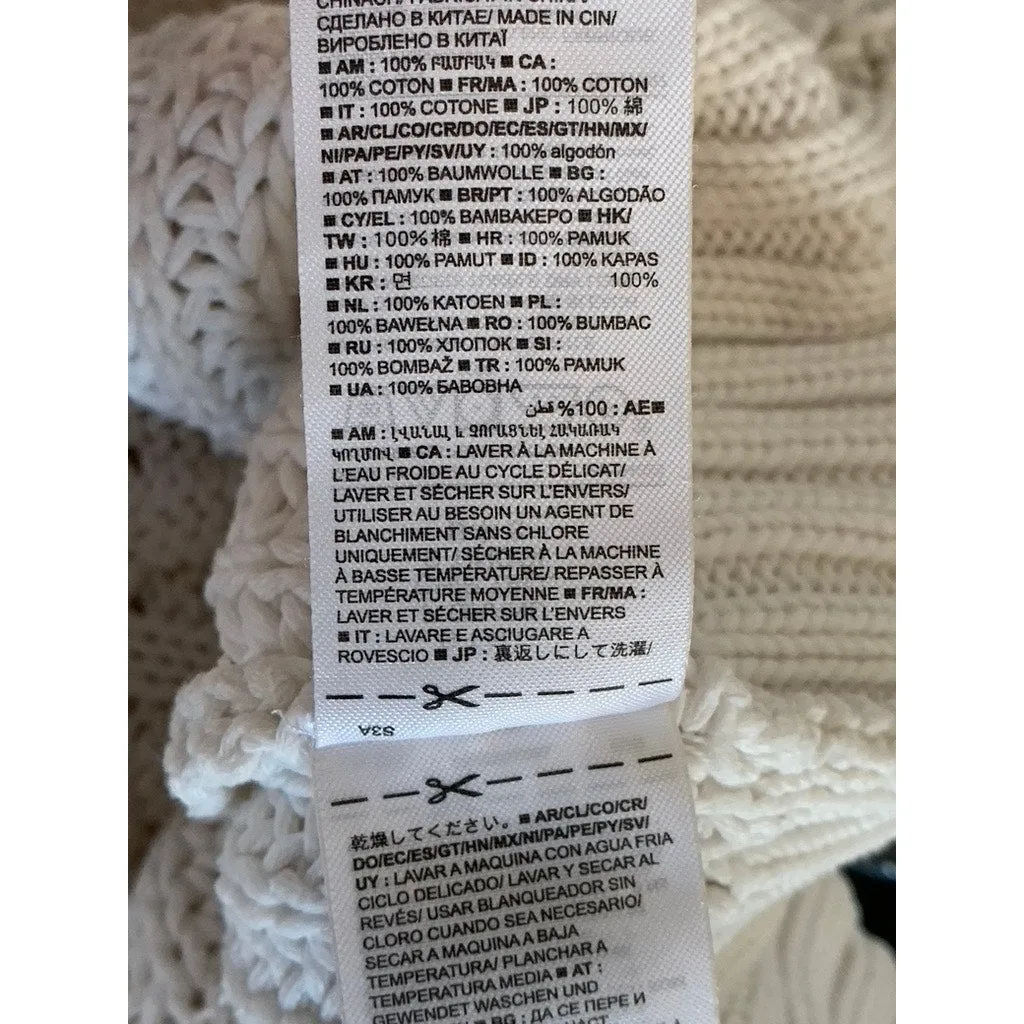 СДЕЛАНО В КИТАЕ/ MADE IN CIN/
ВИРОБЛЕНО В КИТАЇ
■ AM : 100% ԲԱՄԲԱԿ ■ CA :
100% COTON ■ FR/MA : 100% COTON
■ IT : 100% COTONE ■ JP : 100% 綿
■ AR/CL/CO/CR/DO/EC/ES/GT/HN/MX/
NI/PA/PE/PY/SV/UY : 100% algodón
■ AT : 100% BAUMWOLLE ■ BG :
100% ПАМУК ■ BR/PT : 100% ALGODÃO
■ CY/EL : 100% ΒΑΜΒΑΚΕΡΟ ■ HK/
TW : 100% 棉 ■ HR : 100% PAMUK
■ HU : 100% PAMUT ■ ID : 100% KAPAS
■ KR : 면 100%
■ NL : 100% KATOEN ■ PL :
100% BAWEŁNA ■ RO : 100% BUMBAC
■ RU : 100% ХЛОПОК ■ SI :
100% BOMBAŽ ■ TR : 100% PAMUK
■ UA : 100% БАВОВНА
■AE : 100% قطن
■ AM : ԼՎԱՆԱԼ և ՉՈՐԱՑՆԵԼ ՀԱԿԱՌԱԿ
ԿՈՂՄՈՎ ■ CA : LAVER À LA MACHINE À
L'EAU FROIDE AU CYCLE DÉLICAT/
LAVER ET SÉCHER SUR L'ENVERS/
UTILISER AU BESOIN UN AGENT DE
BLANCHIMENT SANS CHLORE
UNIQUEMENT/ SÉCHER À LA MACHINE
À BASSE TEMPÉRATURE/ REPASSER À
TEMPÉRATURE MOYENNE ■ FR/MA :
LAVER ET SÉCHER SUR L'ENVERS
■ IT : LAVARE E ASCIUGARE A
ROVESCIO ■ JP : 裏返しにして洗濯/
S3A
乾燥してください。 ■ AR/CL/CO/CR/
DO/EC/ES/GT/HN/MX/NI/PA/PE/PY/SV/
UY : LAVAR A MAQUINA CON AGUA FRIA
CICLO DELICADO/ LAVAR Y SECAR AL
REVÉS/ USAR BLANQUEADOR SIN
CLORO CUANDO SEA NECESARIO/
SECAR A MAQUINA A BAJA
TEMPERATURA/ PLANCHAR A
TEMPERATURA MEDIA ■ AT :
GEWENDET WASCHEN UND
■ BG : ДА СЕ ПЕРЕ И